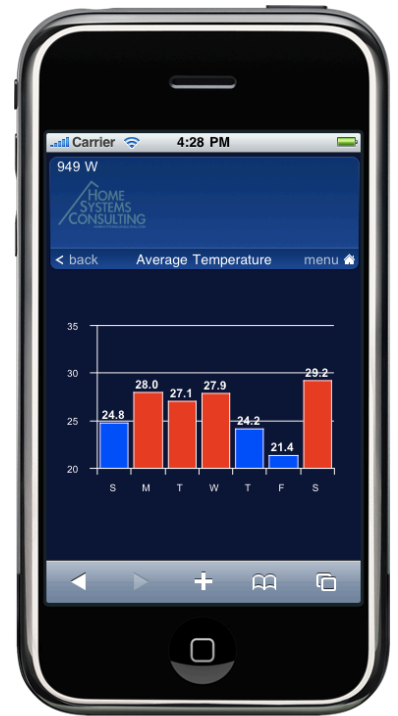 Carrier 4:28 PM
949 W
HOME
SYSTEMS
CONSULTING
< back Average Temperature menu
35
30
25
20
24.8 28.0 27.1 27.9 24.2 21.4 29.2
S M T W T F S